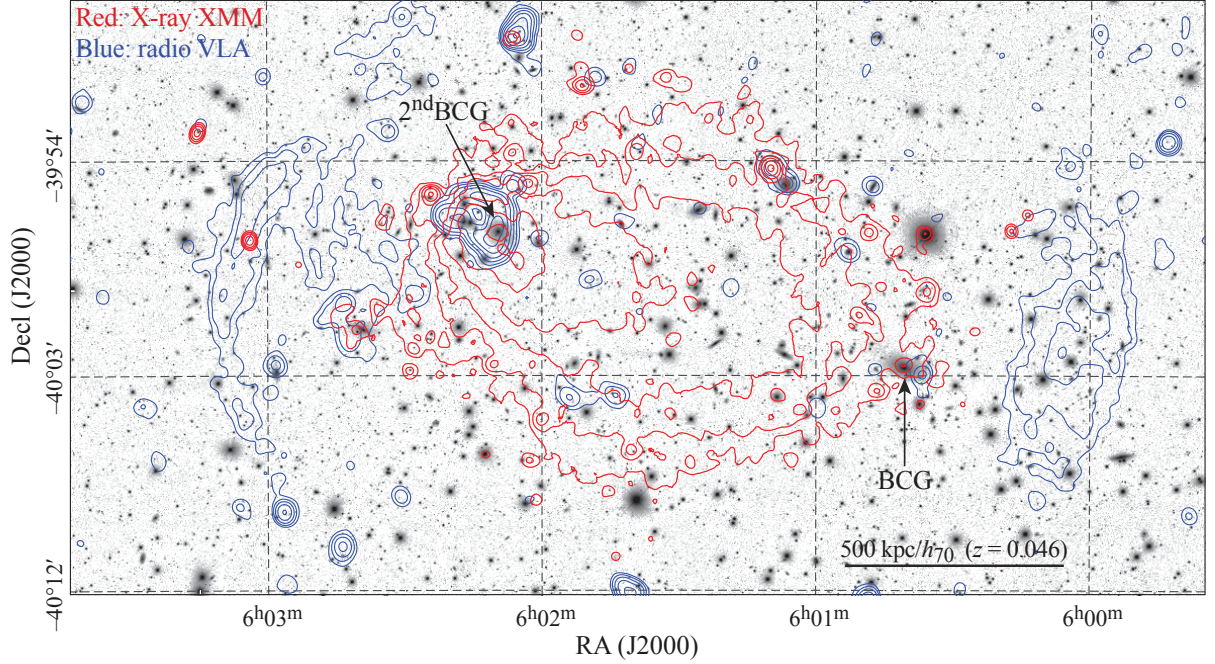 Red: X-ray XMM
Blue: radio VLA
2ndBCG
BCG
500 kpc/h70 (z = 0.046)
−39°54′
−40°03′
−40°12′
Decl (J2000)
6h03m
6h02m
6h01m
6h00m
RA (J2000)